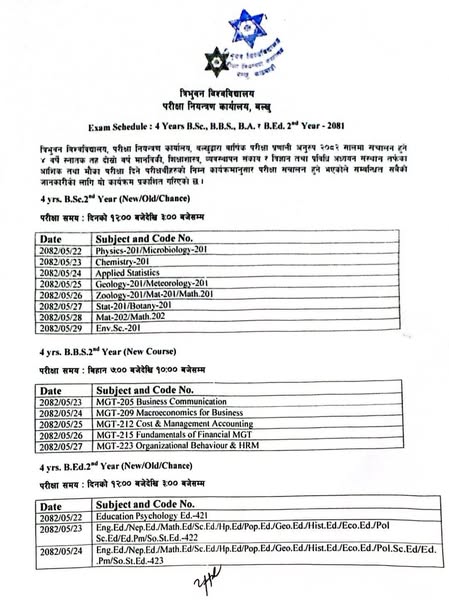 त्रिभुवन विश्वविद्यालय
परीक्षा नियन्त्रण कार्यालय, बल्खु
Exam Schedule : 4 Years B.Sc., B.B.S., B.A. र B.Ed. 2nd Year - 2081
त्रिभुवन विश्वविद्यालय, परीक्षा नियन्त्रण कार्यालय, बल्खुद्वारा वार्षिक परीक्षा प्रणाली अनुरुप २०८२ सालमा संचालन हुने
४ वर्षे स्नातक तह दोस्रो वर्ष मानविकी, शिक्षाशास्त्र, व्यवस्थापन संकाय र विज्ञान तथा प्रविधि अध्ययन संस्थान तर्फका
आंशिक तथा मौका परीक्षा दिने परीक्षार्थीहरुको निम्न कार्यक्रमानुसार परीक्षा संचालन हुने भएकोले सम्बन्धित सबैको
जानकारीको लागि यो कार्यक्रम प्रकाशित गरिएको छ ।
4 yrs. B.Sc.2nd Year (New/Old/Chance)
परीक्षा समय : दिनको १२:०० बजेदेखि ३:०० बजेसम्म
Date Subject and Code No.
2082/05/22 Physics-201/Microbiology-201
2082/05/23 Chemistry-201
2082/05/24 Applied Statistics
2082/05/25 Geology-201/Meteorology-201
2082/05/26 Zoology-201/Mat-201/Math.201
2082/05/27 Stat-201/Botany-201
2082/05/28 Mat-202/Math.202
2082/05/29 Env.Sc.-201
4 yrs. B.B.S.2nd Year (New Course)
परीक्षा समय : बिहान ७:०० बजेदेखि १०:०० बजेसम्म
Date Subject and Code No.
2082/05/23 MGT-205 Business Communication
2082/05/24 MGT-209 Macroeconomics for Business
2082/05/25 MGT-212 Cost & Management Accounting
2082/05/26 MGT-215 Fundamentals of Financial MGT
2082/05/27 MGT-223 Organizational Behaviour & HRM
4 yrs. B.Ed.2nd Year (New/Old/Chance)
परीक्षा समय : दिनको १२:०० बजेदेखि ३:०० बजेसम्म
Date Subject and Code No.
2082/05/22 Education Psychology Ed.-421
2082/05/23 Eng.Ed./Nep.Ed./Math.Ed/Sc.Ed/Hp.Ed/Pop.Ed./Geo.Ed/Hist.Ed/Eco.Ed./Pol
Sc.Ed/Ed.Pm/So.St.Ed.-422
2082/05/24 Eng.Ed./Nep.Ed./Math.Ed/Sc.Ed/Hp.Ed/Pop.Ed./Geo.Ed./Hist.Ed/Eco.Ed./Pol.Sc.Ed/Ed
.Pm/So.St.Ed.-423